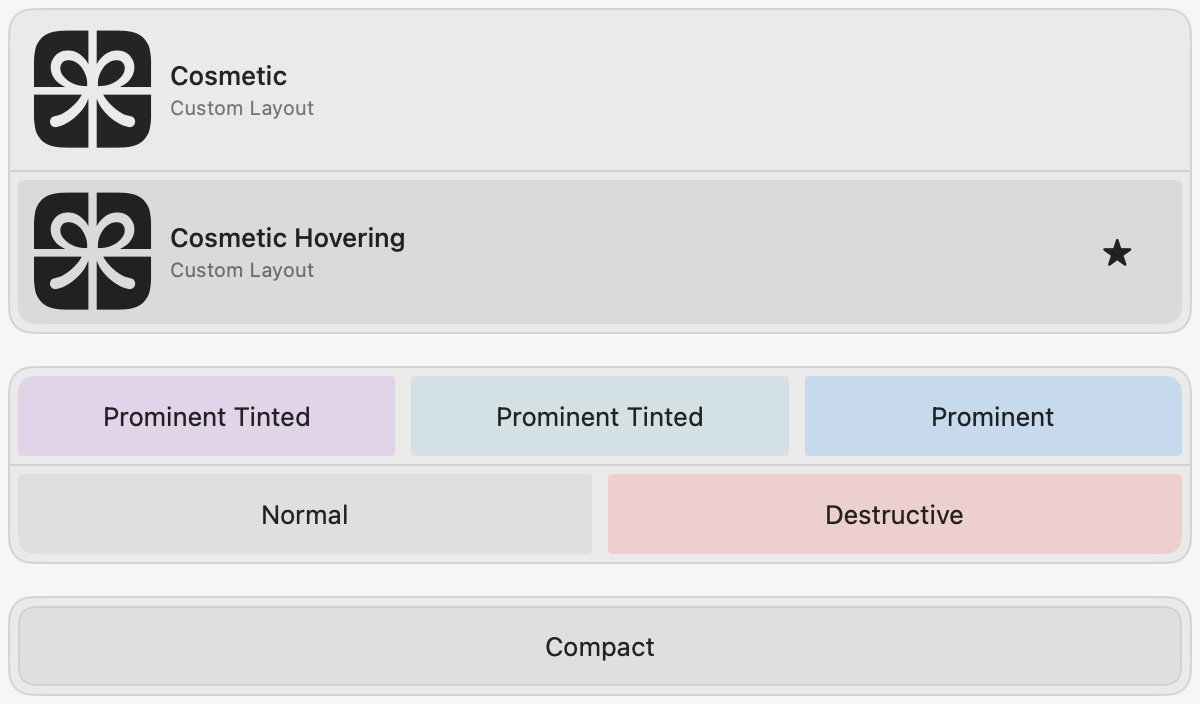 Cosmetic
Custom Layout
Cosmetic Hovering
Custom Layout
Prominent Tinted
Prominent Tinted
Prominent
Normal
Destructive
Compact